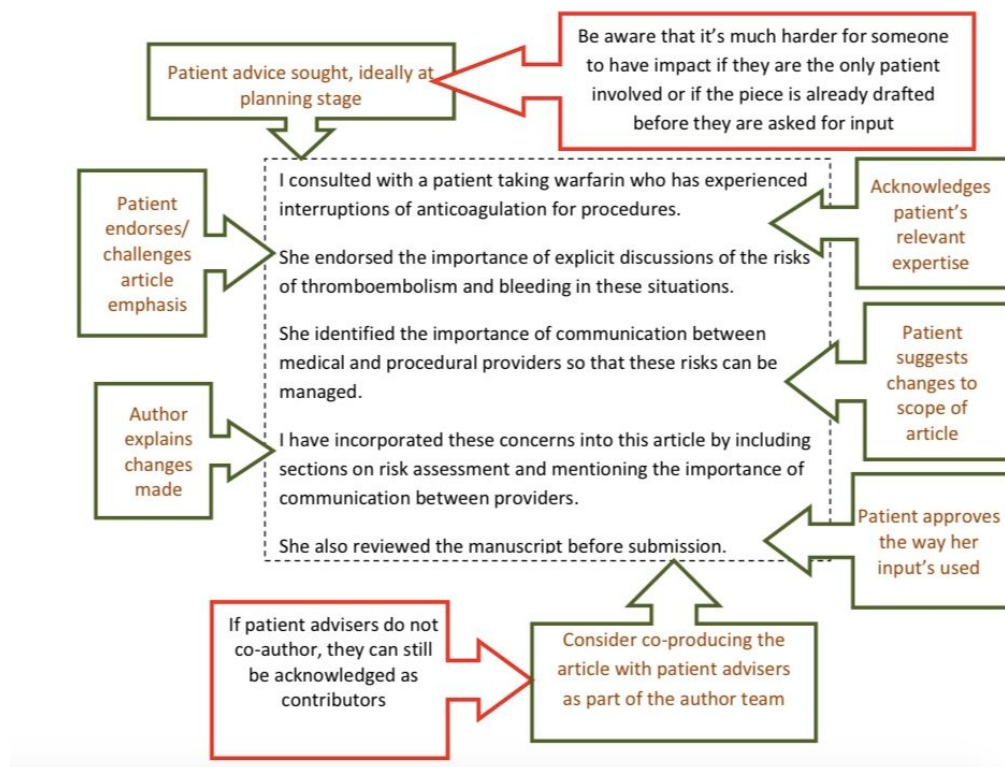 Be aware that it's much harder for someone
to have impact if they are the only patient
involved or if the piece is already drafted
before they are asked for input
Patient advice sought, ideally at
planning stage
I consulted with a patient taking warfarin who has experienced
interruptions of anticoagulation for procedures.
She endorsed the importance of explicit discussions of the risks
of thromboembolism and bleeding in these situations.
She identified the importance of communication between
medical and procedural providers so that these risks can be
managed.
I have incorporated these concerns into this article by including
sections on risk assessment and mentioning the importance of
communication between providers.
She also reviewed the manuscript before submission.
Patient
endorses/
challenges
article
emphasis
Author
explains
changes
made
Acknowledges
patient's
relevant
expertise
Patient
suggests
changes to
scope of
article
Patient approves
the way her
input's used
If patient advisers do not
co-author, they can still
be acknowledged as
contributors
Consider co-producing the
article with patient advisers
as part of the author team